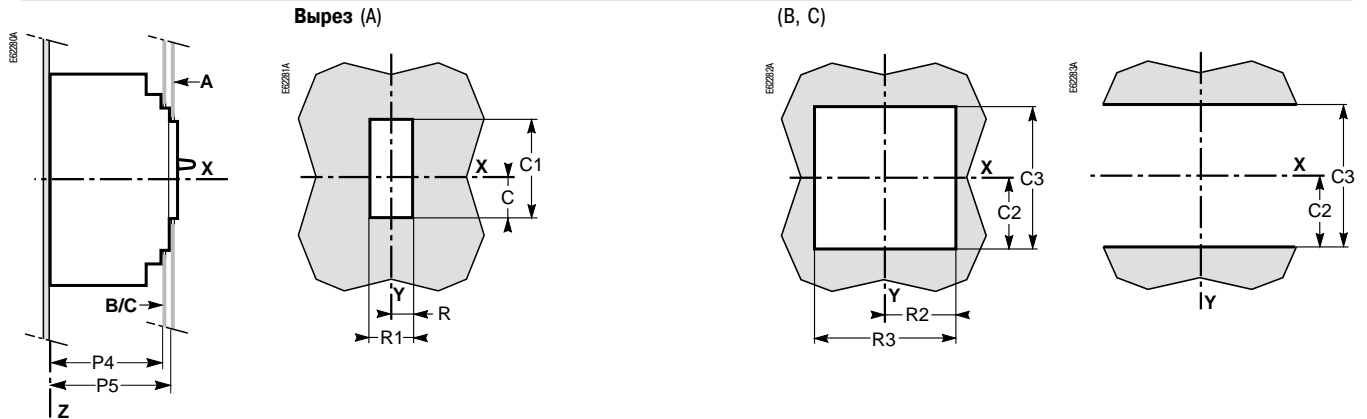 Вырез (A)
(B, C)
E62280A
A
X
B/C
P4
P5
Z
E62281A
X
C1
C
Y
R
R1
E62282A
X
C3
C2
Y
R2
R3
E62283A
X
C3
C2
Y